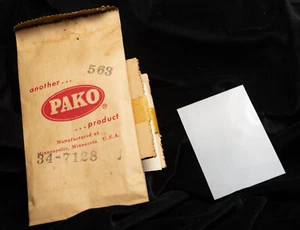 another...
563
PAKO
®
...product
Manufactured at
Minneapolis, Minnesota, U.S.A.
34-7128